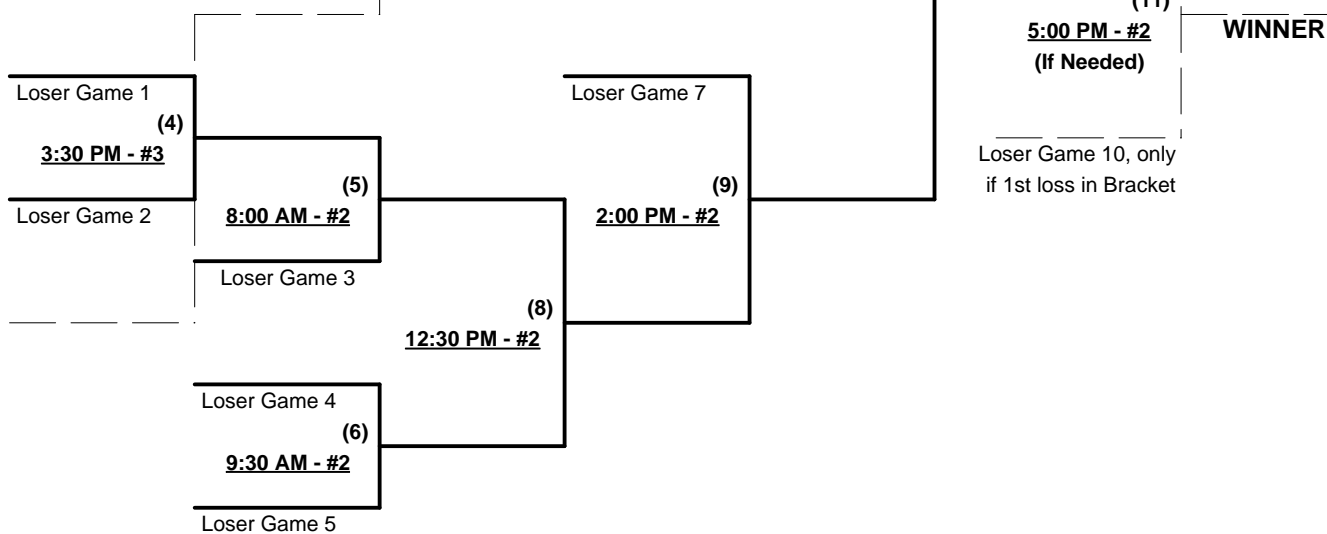 (11)
5:00 PM - #2
WINNER
(If Needed)
Loser Game 1
(4)
3:30 PM - #3
Loser Game 2
(5)
8:00 AM - #2
Loser Game 3
Loser Game 7
(9)
2:00 PM - #2
Loser Game 10, only
if 1st loss in Bracket
(8)
12:30 PM - #2
Loser Game 4
(6)
9:30 AM - #2
Loser Game 5